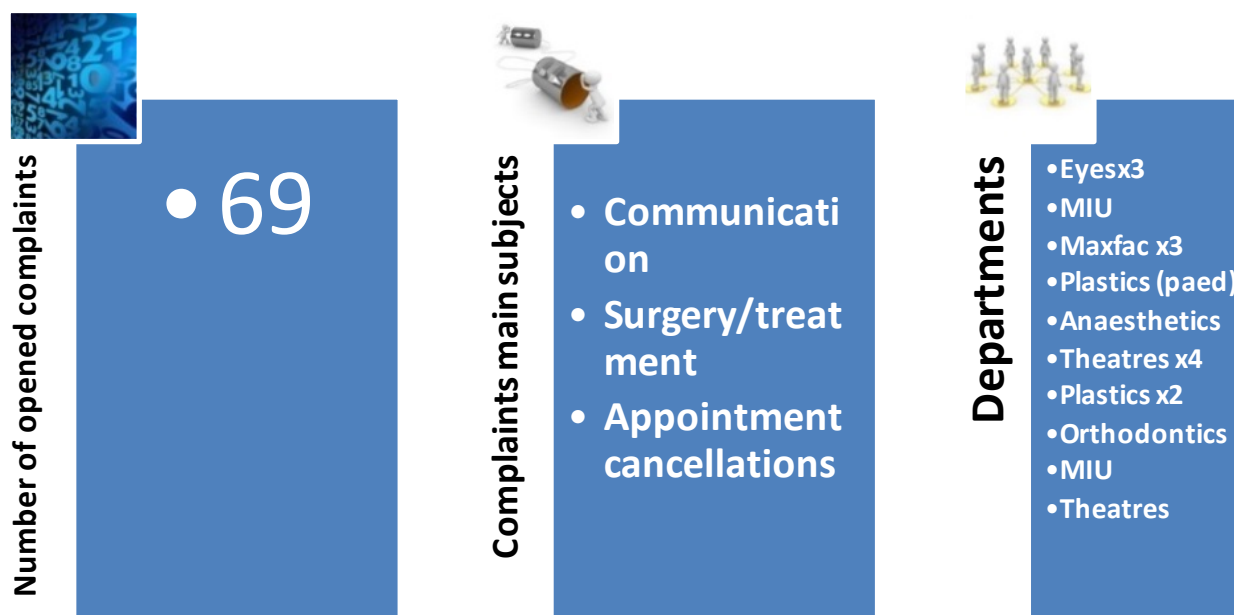 Number of opened complaints
• 69
Complaints main subjects
• Communicati
on
• Surgery/treat
ment
• Appointment
cancellations
Departments
•Eyesx3
•MIU
•Maxfac x3
•Plastics (paed)
•Anaesthetics
•Theatres x4
•Plastics x2
•Orthodontics
•MIU
•Theatres